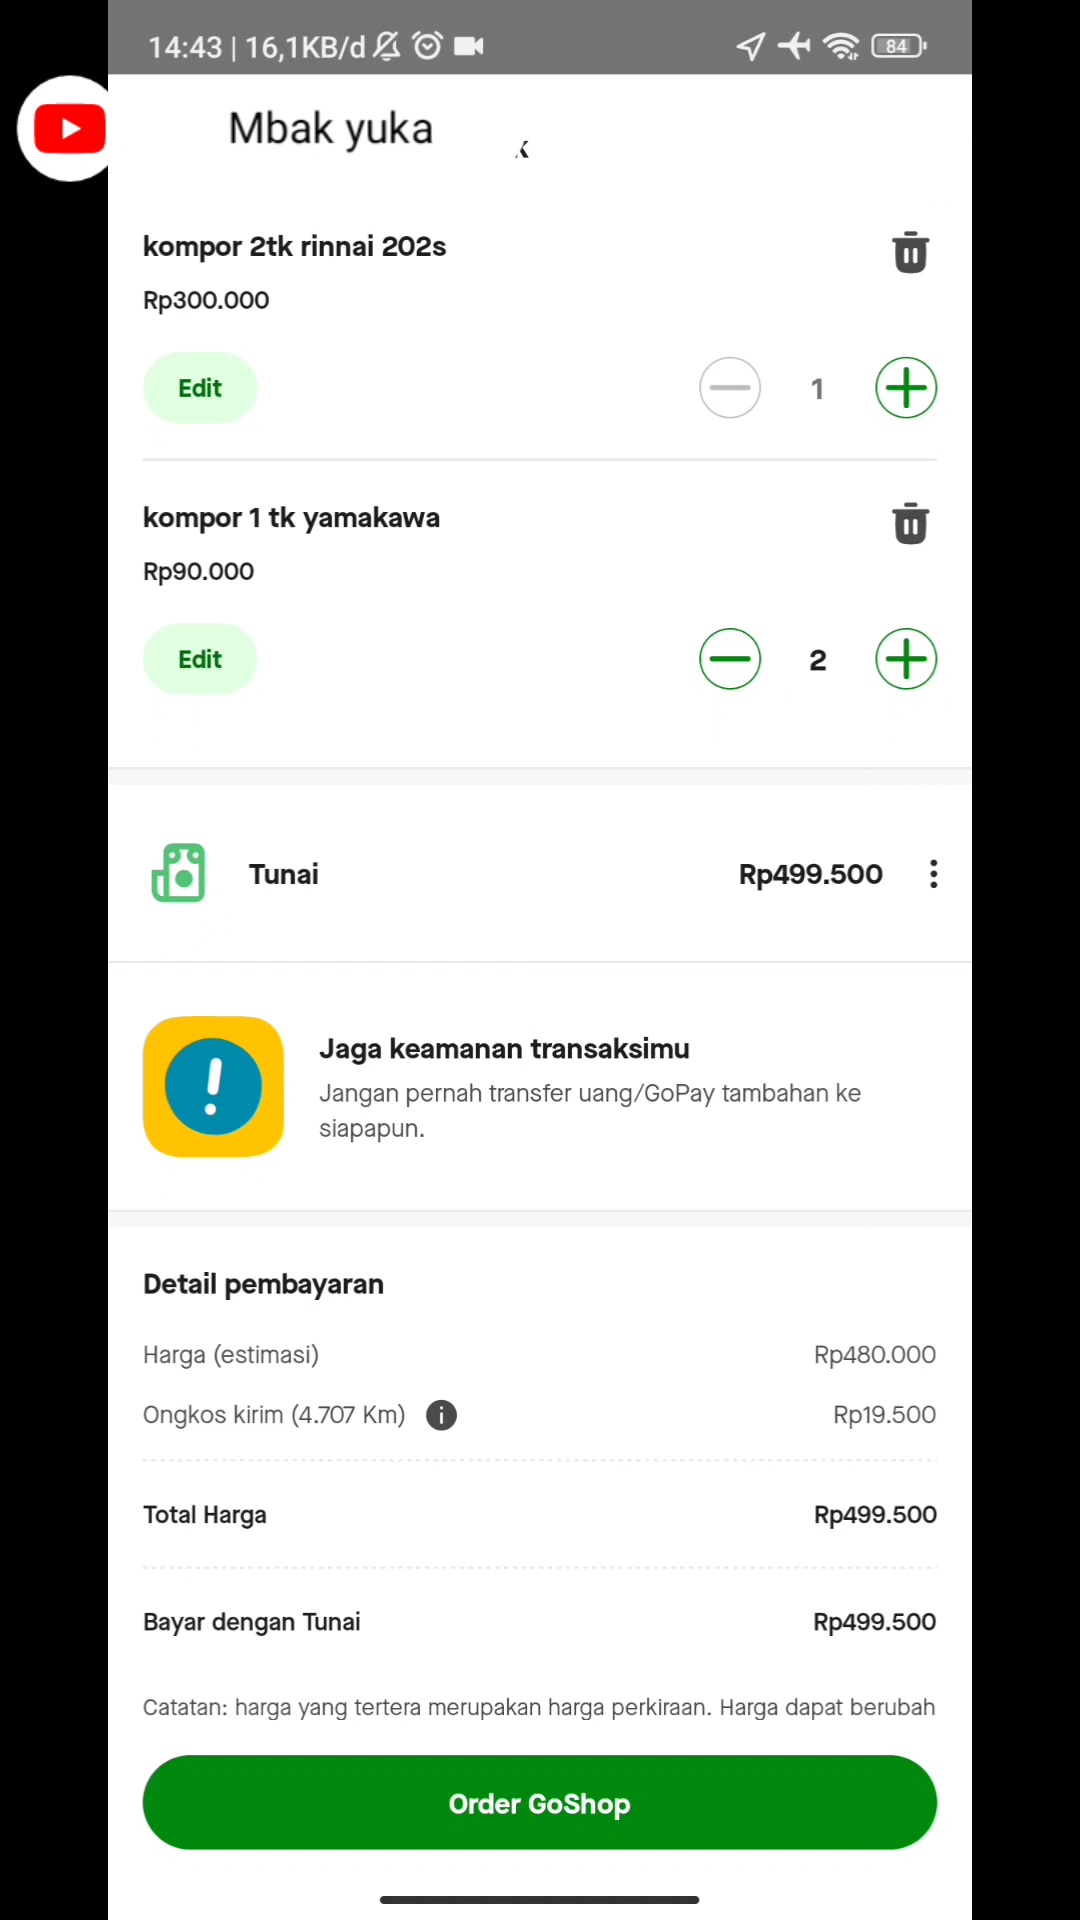 14:43 | 16,1KB/d
84
Mbak yuka
kompor 2tk rinnai 202s
Rp300.000
Edit
1
kompor 1 tk yamakawa
Rp90.000
Edit
2
Tunai Rp499.500
Jaga keamanan transaksimu
Jangan pernah transfer uang/GoPay tambahan ke
siapapun.
Detail pembayaran
Harga (estimasi) Rp480.000
Ongkos kirim (4.707 Km) Rp19.500
Total Harga Rp499.500
Bayar dengan Tunai Rp499.500
Catatan: harga yang tertera merupakan harga perkiraan. Harga dapat berubah
Order GoShop